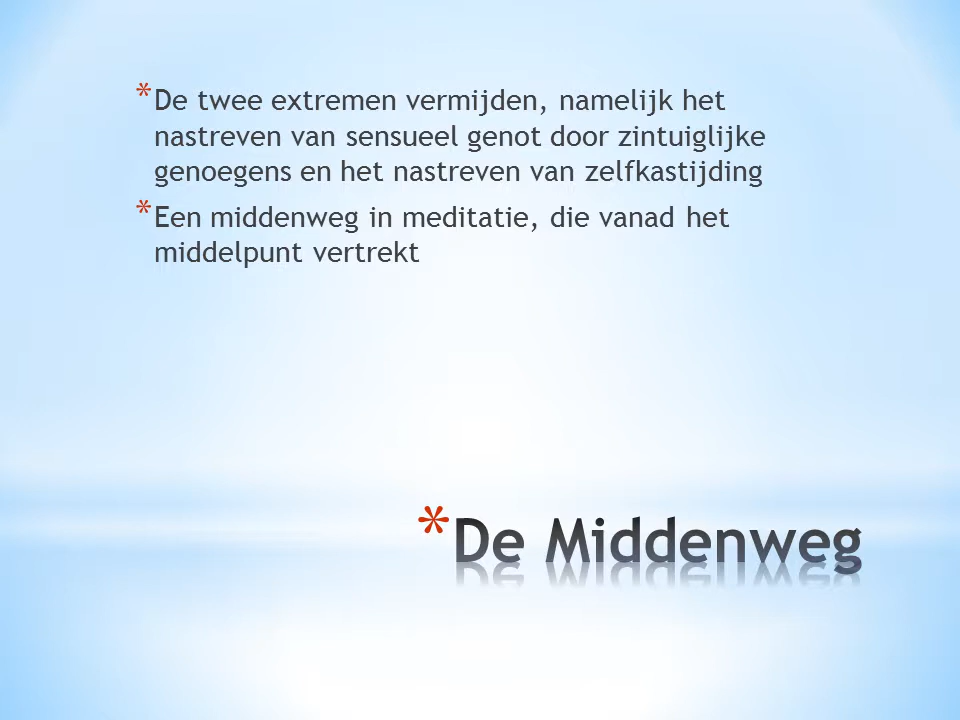 * De twee extremen vermijden, namelijk het
nastreven van sensueel genot door zintuiglijke
genoegens en het nastreven van zelfkastijding
* Een middenweg in meditatie, die vanad het
middelpunt vertrekt
* De Middenweg